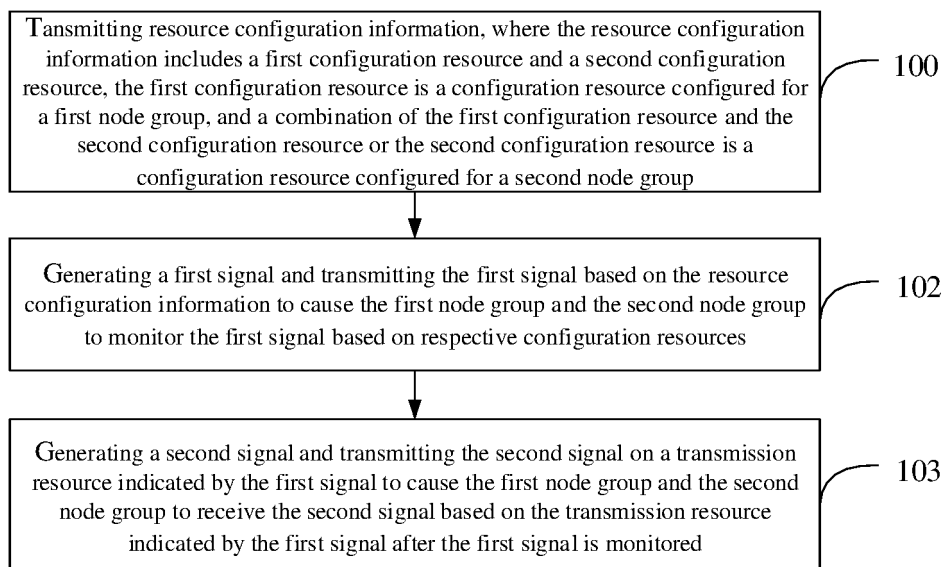 Tansmitting resource configuration information, where the resource configuration
information includes a first configuration resource and a second configuration
resource, the first configuration resource is a configuration resource configured for
a first node group, and a combination of the first configuration resource and the
second configuration resource or the second configuration resource is a
configuration resource configured for a second node group
100
Generating a first signal and transmitting the first signal based on the resource
configuration information to cause the first node group and the second node group
to monitor the first signal based on respective configuration resources
102
Generating a second signal and transmitting the second signal on a transmission
resource indicated by the first signal to cause the first node group and the second
node group to receive the second signal based on the transmission resource
indicated by the first signal after the first signal is monitored
103